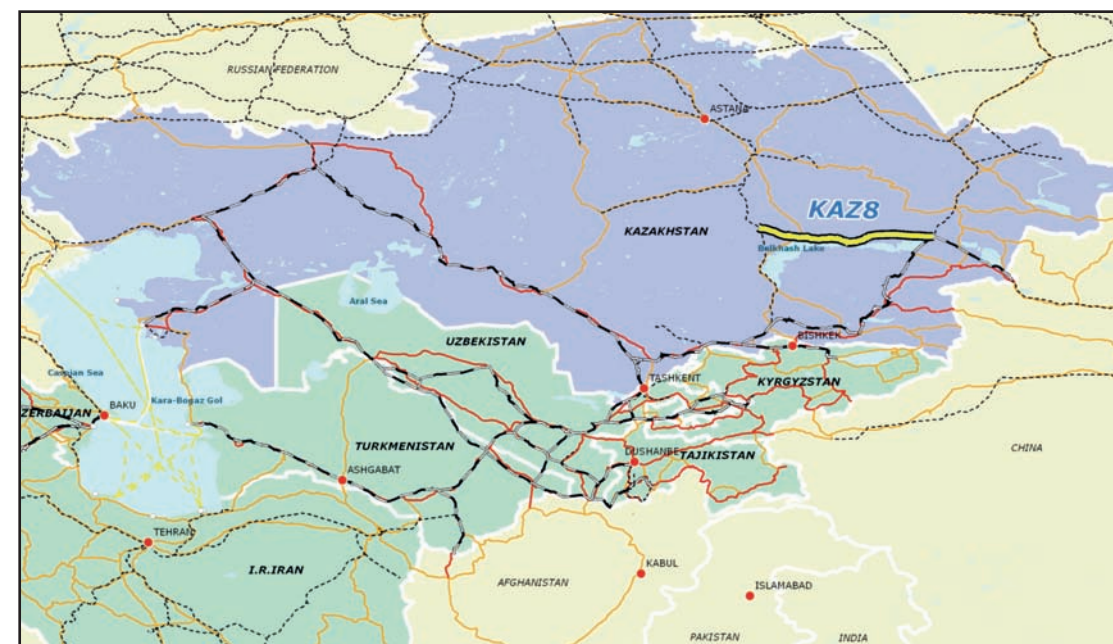 RUSSIAN FEDERATION
ASTANA
KAZ8
KAZAKHSTAN
Belkhash Lake
Aral Sea
UZBEKISTAN
BISHKEK
Caspian Sea
TASHKENT
KYRGYZSTAN
Kara-Bogaz Gol
ZERBAIJAN
BAKU
TURKMENISTAN
DUSHANBE
TAJIKISTAN
CHINA
ASHGABAT
TEHRAN
I.R.IRAN
AFGHANISTAN
KABUL
ISLAMABAD
PAKISTAN
INDIA